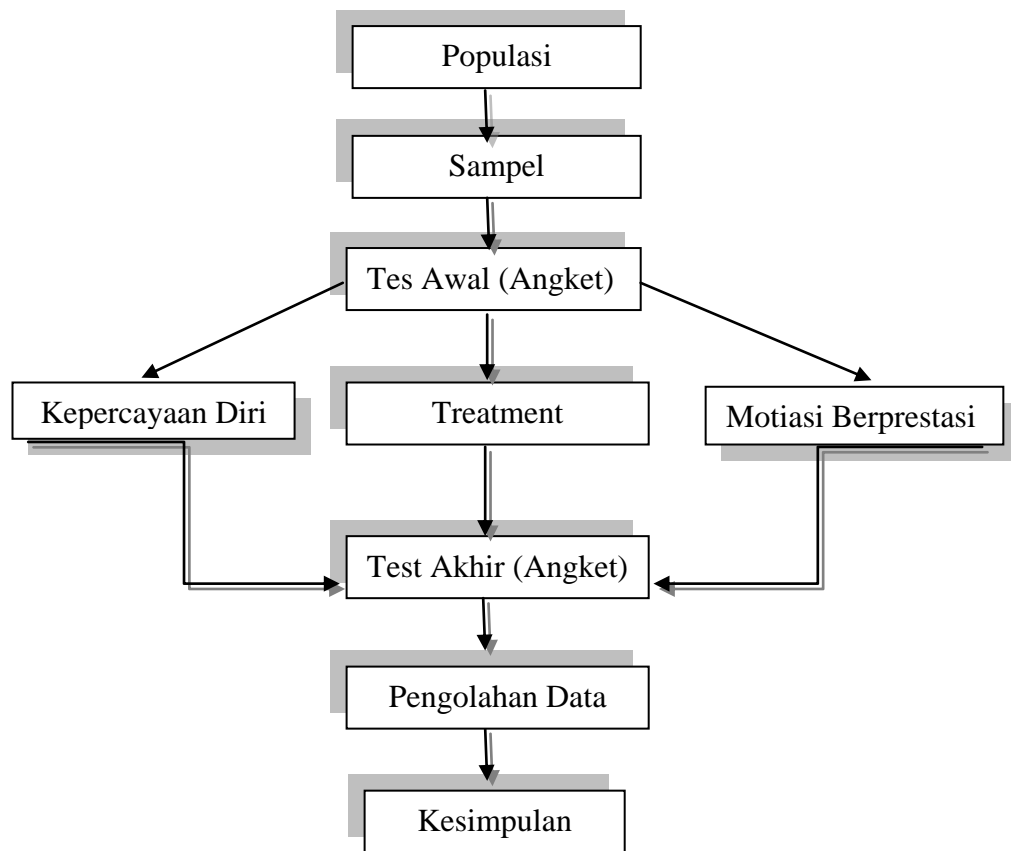 Populasi
Sampel
Tes Awal (Angket)
Kepercayaan Diri
Treatment
Motiasi Berprestasi
Test Akhir (Angket)
Pengolahan Data
Kesimpulan